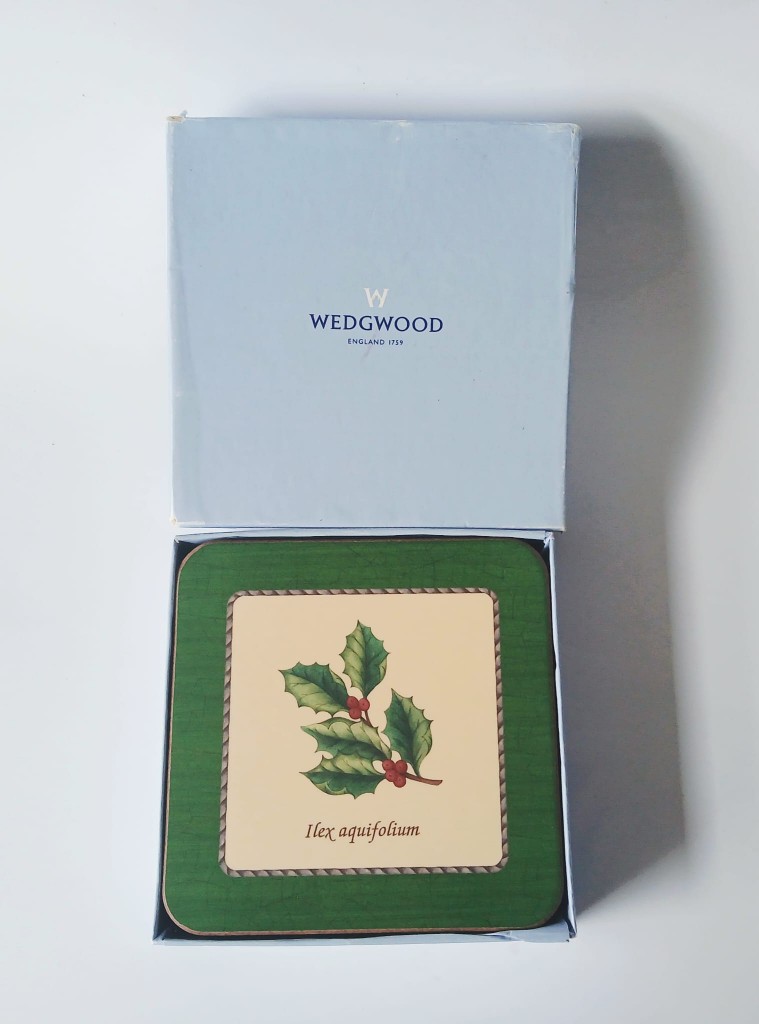 W
WEDGWOOD
ENGLAND 1759
Ilex aquifolium